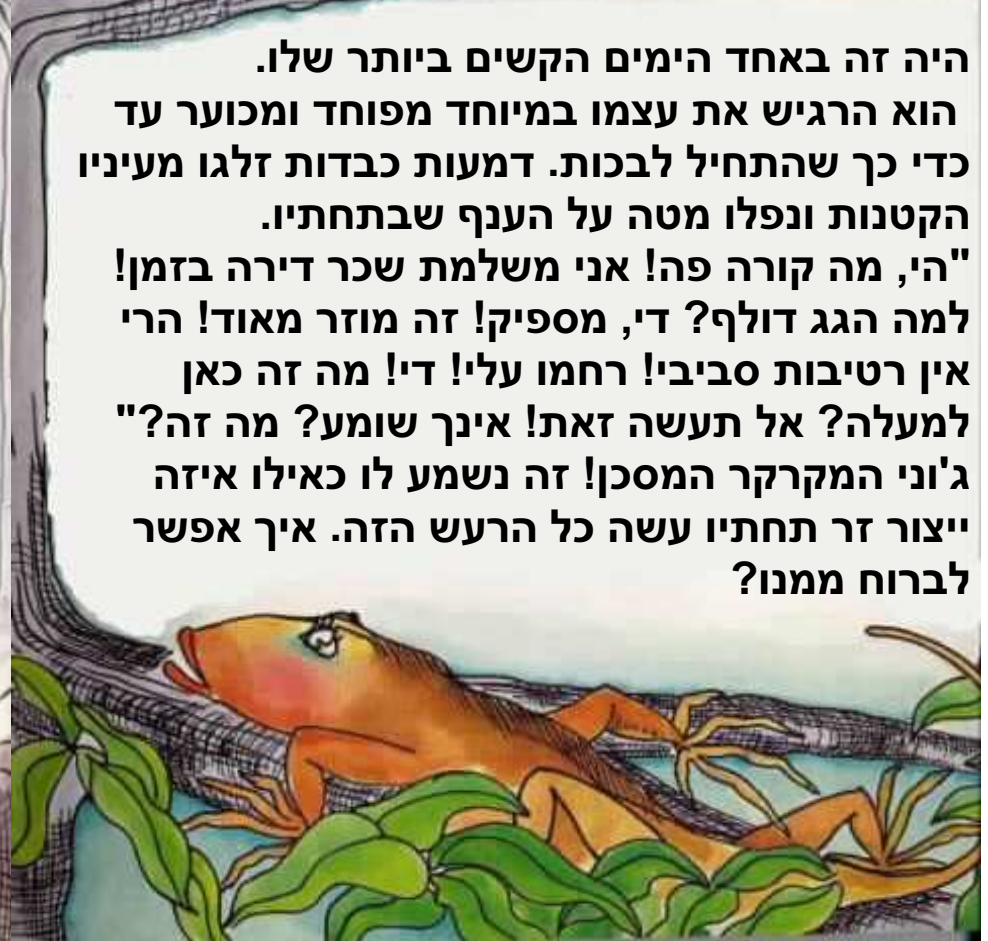 היה זה באחד הימים הקשים ביותר שלו.
הוא הרגיש את עצמו במיוחד מפוחד ומכוער עד
כדי כך שהתחיל לבכות. דמעות כבדות זלגו מעיניו
הקטנות ונפלו מטה על הענף שבתחתיו.
"הי, מה קורה פה! אני משלמת שכר דירה בזמן!
למה הגג דולף? די, מספיק! זה מוזר מאוד! הרי
אין רטיבות סביבי! רחמו עלי! די! מה זה כאן
למעלה? אל תעשה זאת! אינך שומע? מה זה?"
ג'וני המקרקר המסכן! זה נשמע לו כאילו איזה
ייצור זר תחתיו עשה כל הרעש הזה. איך אפשר
לברוח ממנו?